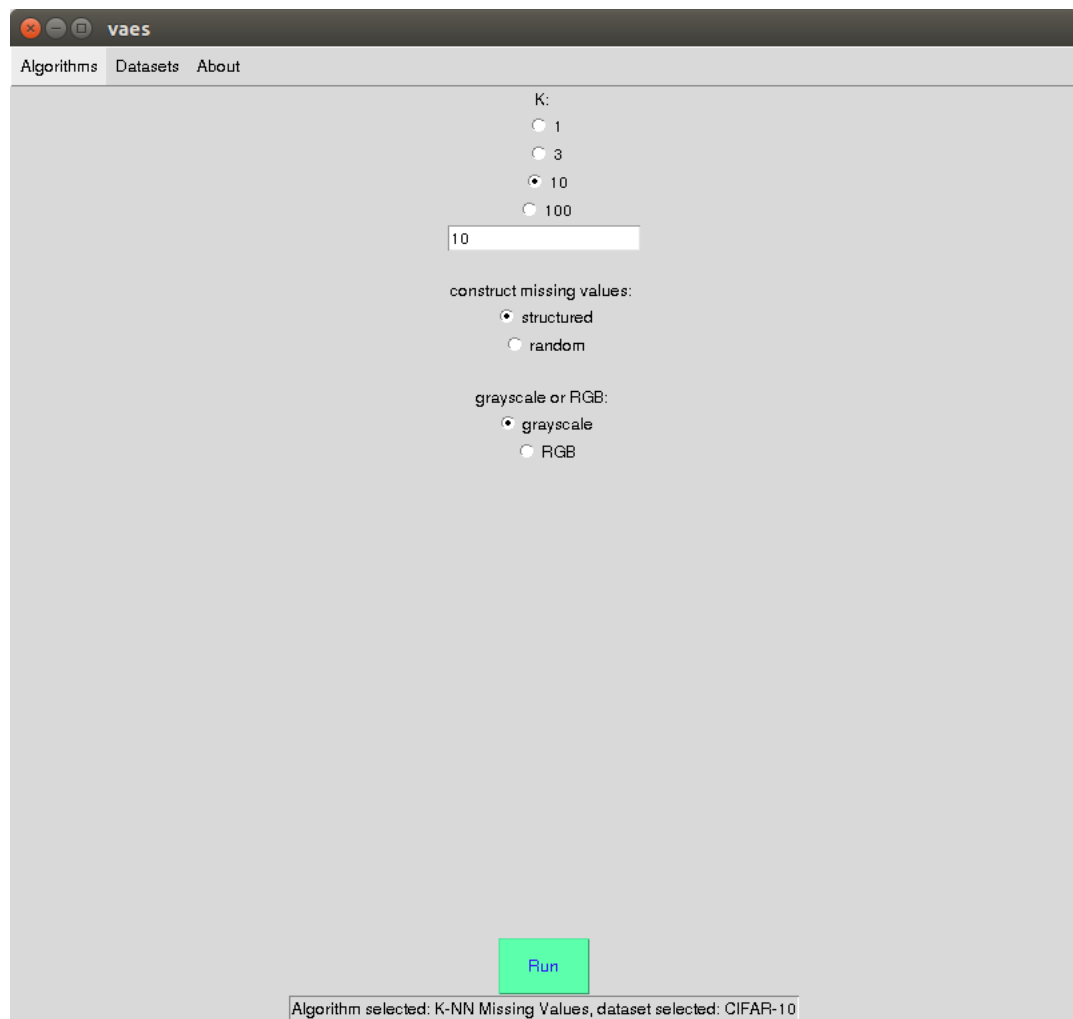 vaes
Algorithms Datasets About
K:
1
3
10
100
10
construct missing values:
structured
random
grayscale or RGB:
grayscale
RGB
Run
Algorithm selected: K-NN Missing Values, dataset selected: CIFAR-10